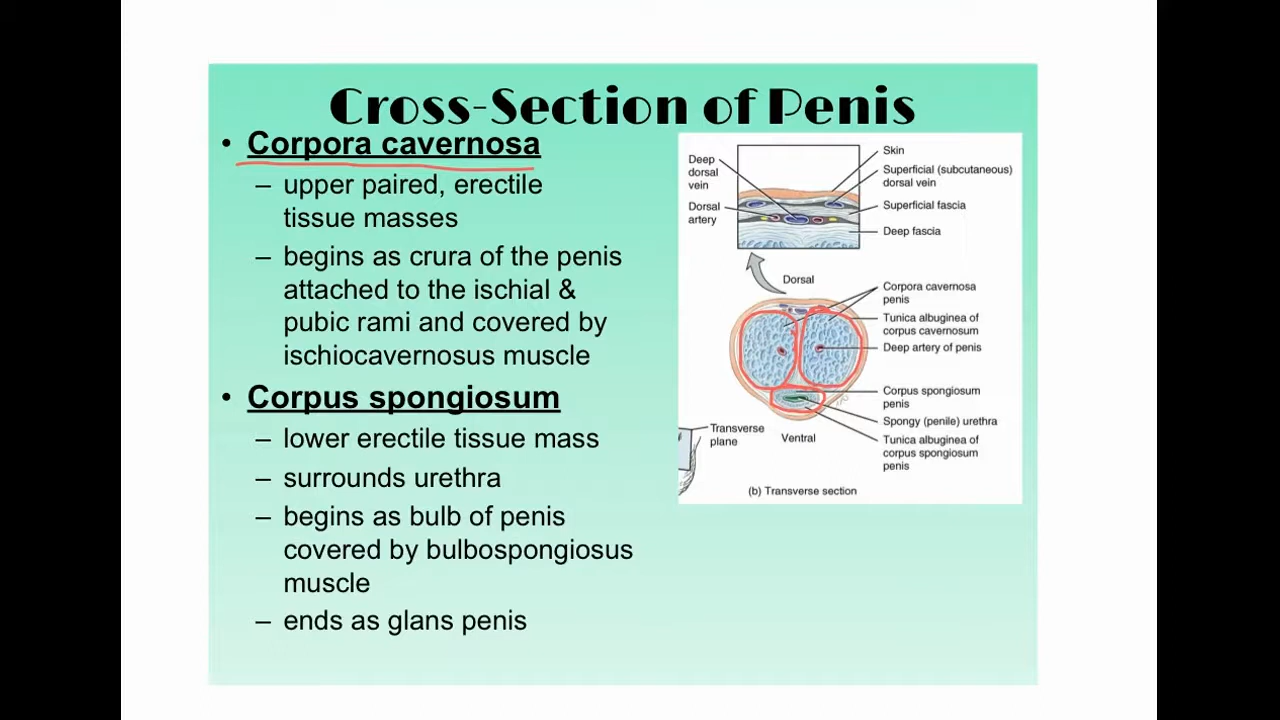 Cross-Section of Penis
• Corpora cavernosa
– upper paired, erectile
tissue masses
– begins as crura of the penis
attached to the ischial &
pubic rami and covered by
ischiocavernosus muscle
• Corpus spongiosum
– lower erectile tissue mass
– surrounds urethra
– begins as bulb of penis
covered by bulbospongiosus
muscle
– ends as glans penis
Deep
dorsal
vein
Dorsal
artery
Skin
Superficial (subcutaneous)
dorsal vein
Superficial fascia
Deep fascia
Dorsal
Corpora cavernosa
penis
Tunica albuginea of
corpus cavernosum
Deep artery of penis
Corpus spongiosum
penis
Spongy (penile) urethra
Tunica albuginea of
corpus spongiosum
penis
Transverse
plane
Ventral
(b) Transverse section